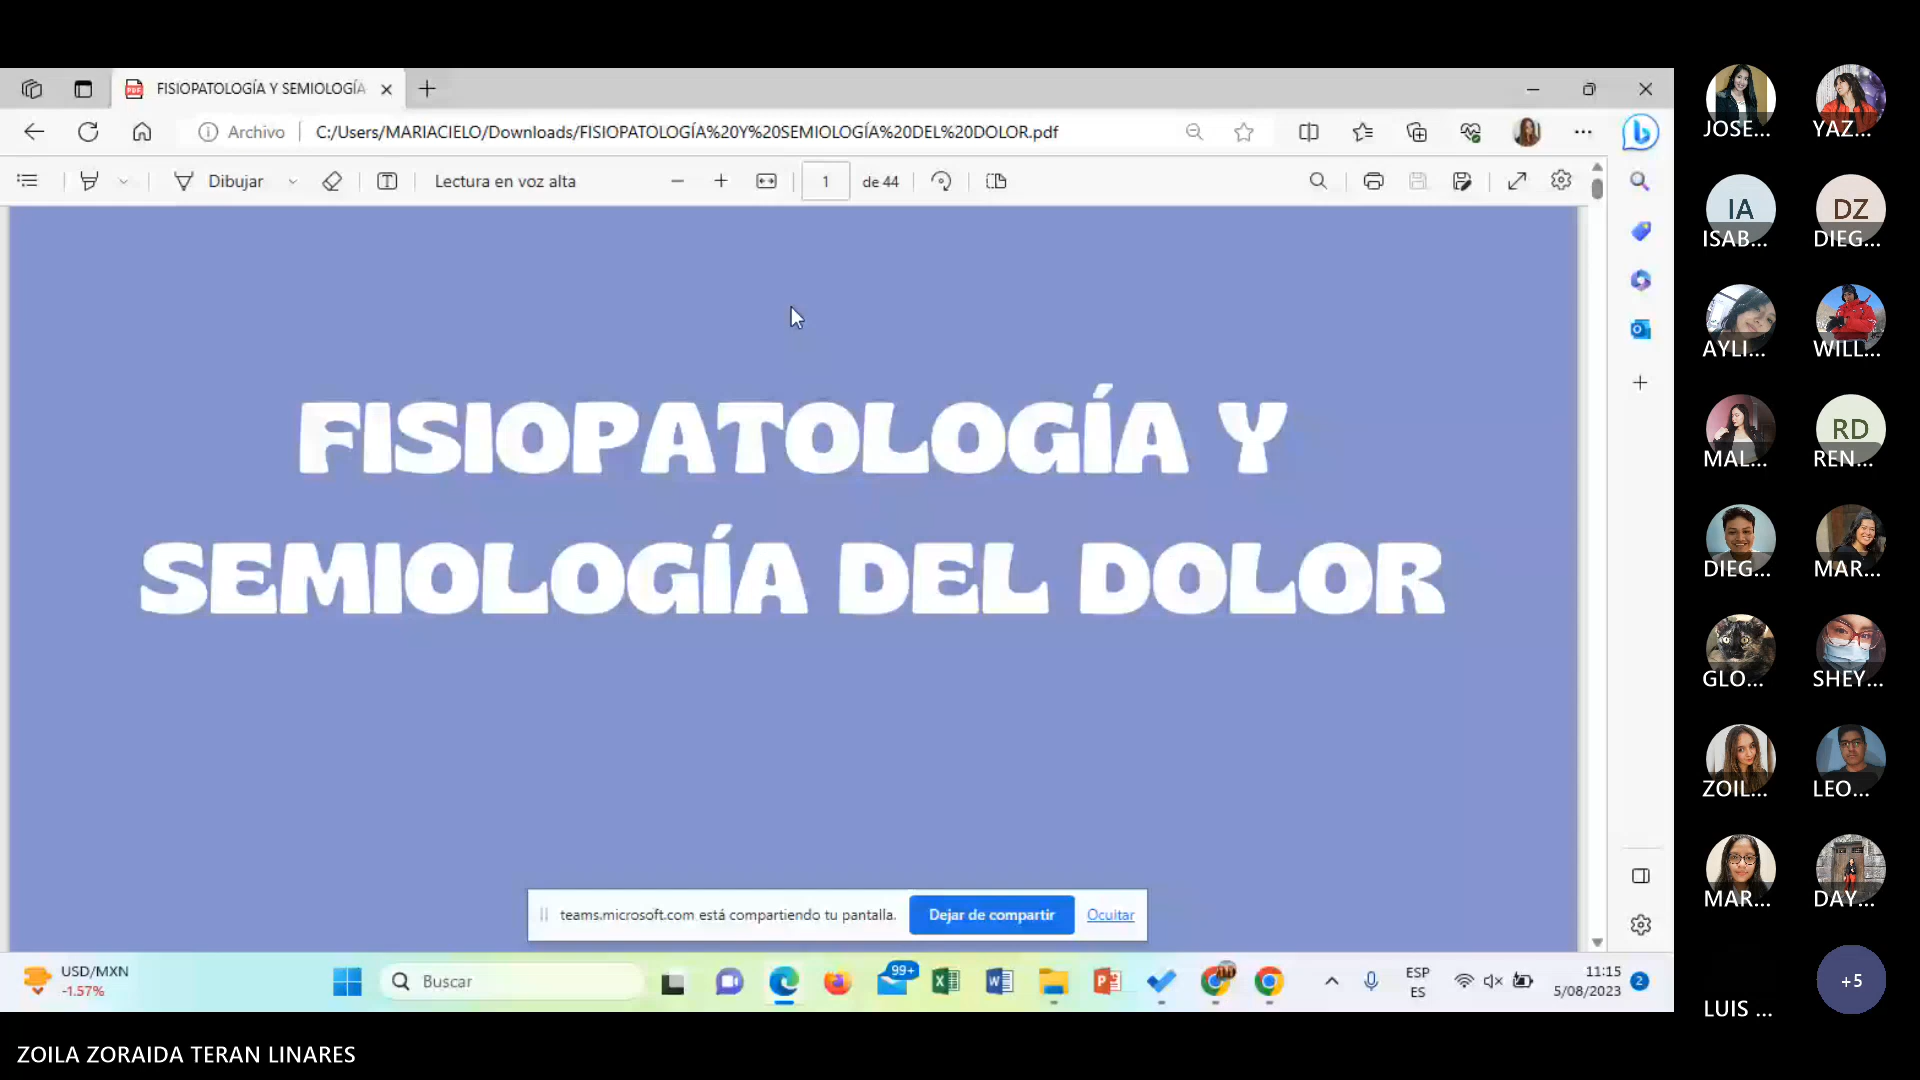 FISIOPATOLOGÍA Y SEMIOLOGÍA
Archivo
C:/Users/MARIACIELO/Downloads/FISIOPATOLOGÍA%20Y%20SEMIOLOGÍA%20DEL%20DOLOR.pdf
Dibujar
Lectura en voz alta
1
de 44
FISIOPATOLOGÍA Y
SEMIOLOGÍA DEL DOLOR
teams.microsoft.com está compartiendo tu pantalla.
Dejar de compartir
Ocultar
USD/MXN
-1.57%
Buscar
99+
ESP
ES
11:15
5/08/2023
2
JOSE...
YAZ...
IA
ISAB...
DZ
DIEG...
AYLI...
WILL...
MAL...
RD
REN...
DIEG...
MAR...
GLO...
SHEY...
ZOIL...
LEO...
MAR...
DAY...
LUIS ...
+5
ZOILA ZORAIDA TERAN LINARES